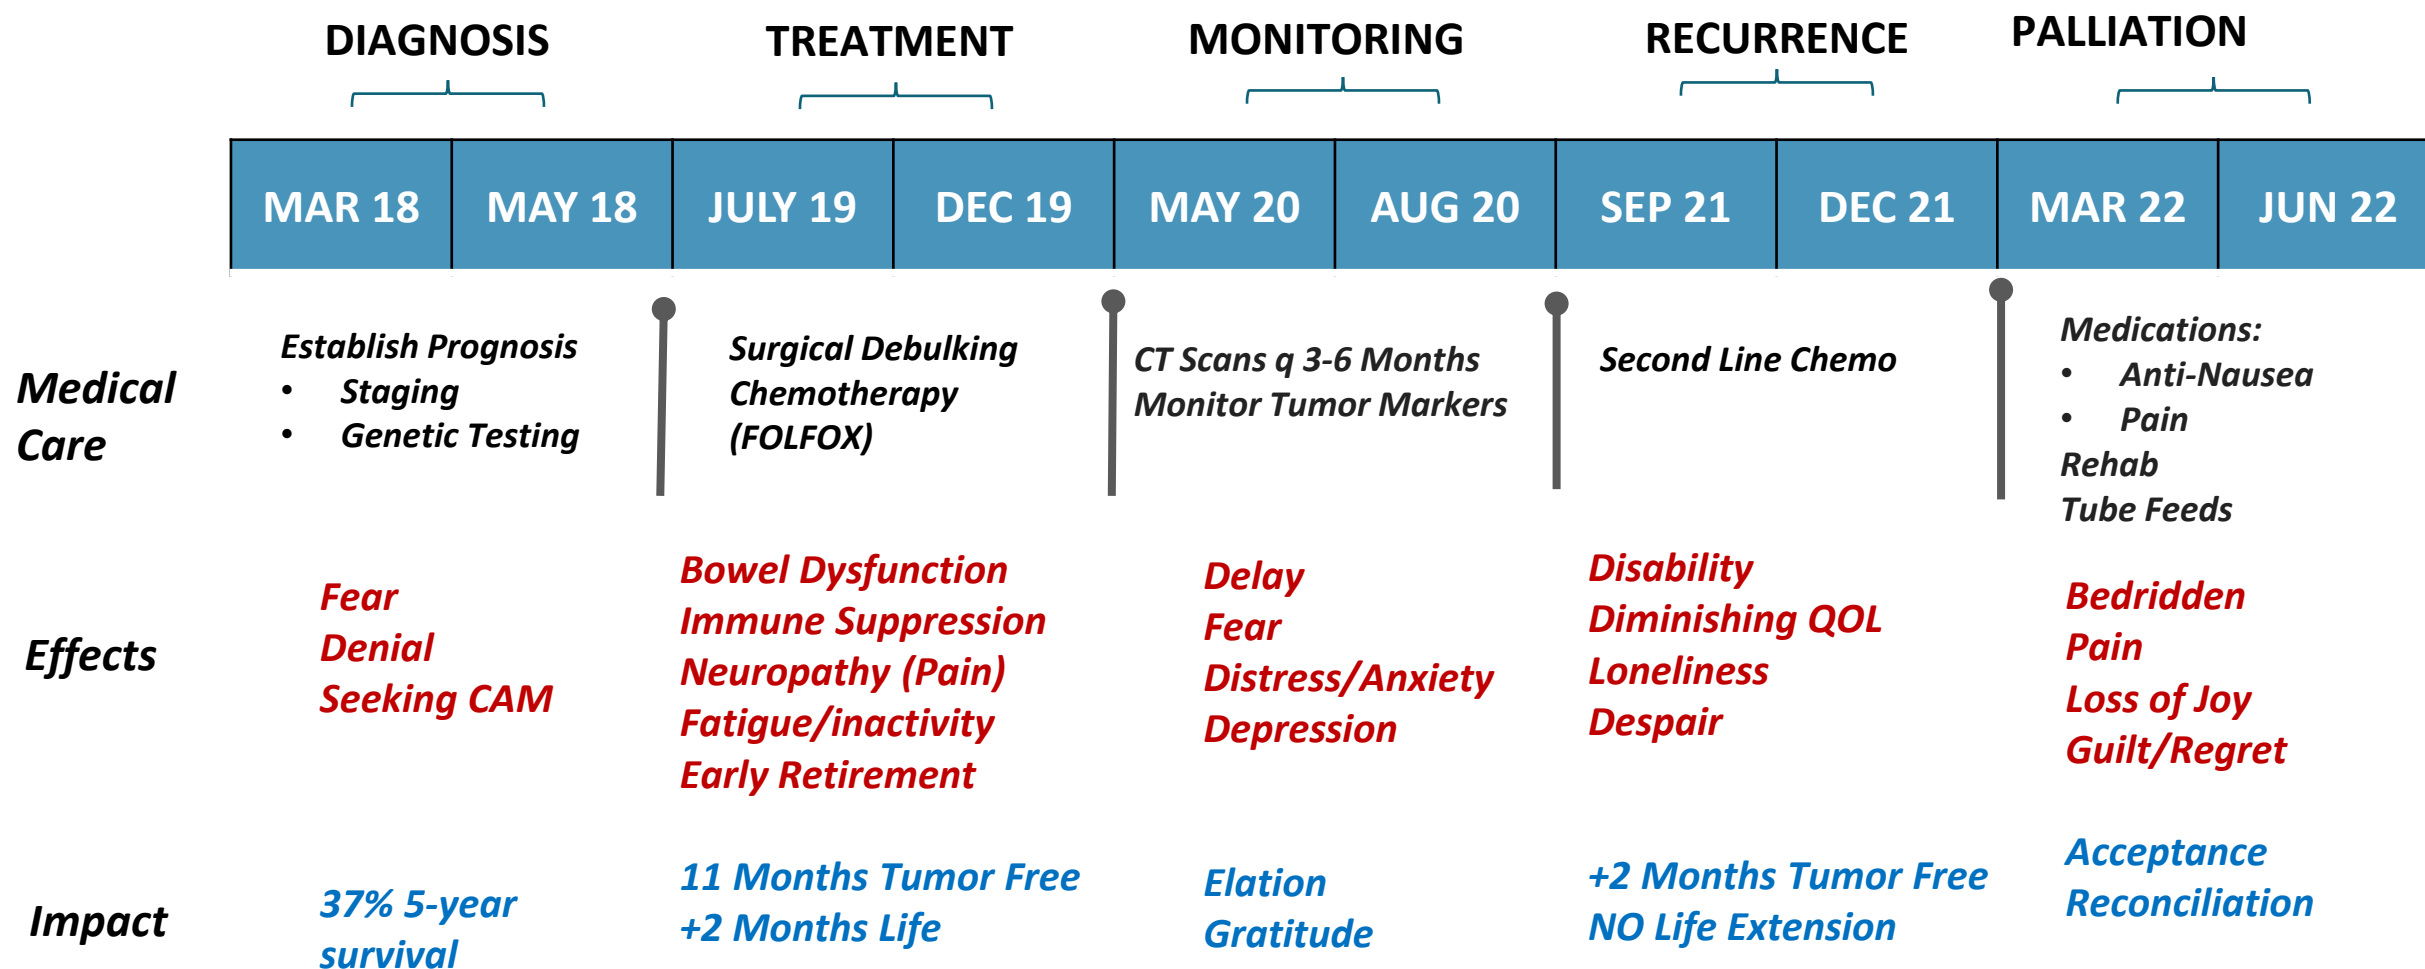 DIAGNOSIS
TREATMENT
MONITORING
RECURRENCE
PALLIATION
MAR 18
MAY 18
JULY 19
DEC 19
MAY 20
AUG 20
SEP 21
DEC 21
MAR 22
JUN 22
Medical
Care
Establish Prognosis
• Staging
• Genetic Testing
Surgical Debulking
Chemotherapy
(FOLFOX)
CT Scans q 3-6 Months
Monitor Tumor Markers
Second Line Chemo
Medications:
• Anti-Nausea
• Pain
Rehab
Tube Feeds
Effects
Fear
Denial
Seeking CAM
Bowel Dysfunction
Immune Suppression
Neuropathy (Pain)
Fatigue/inactivity
Early Retirement
Delay
Fear
Distress/Anxiety
Depression
Disability
Diminishing QOL
Loneliness
Despair
Bedridden
Pain
Loss of Joy
Guilt/Regret
Impact
37% 5-year
survival
11 Months Tumor Free
+2 Months Life
Elation
Gratitude
+2 Months Tumor Free
NO Life Extension
Acceptance
Reconciliation